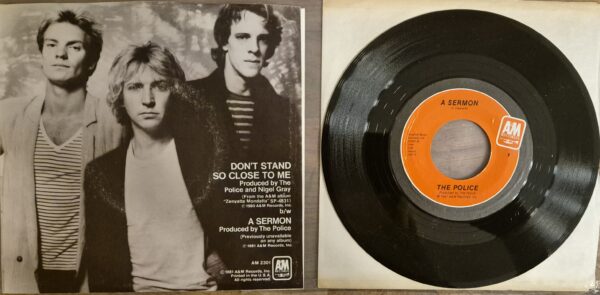 DON'T STAND
SO CLOSE TO ME
Produced by The
Police and Nigel Gray
(From the A&M album
"Zenyatta Mondatta" SP-4831)
℗ 1980 A&M Records, Inc.
b/w
A SERMON
Produced by The Police
(Previously unavailable
on any album)
℗ 1981 A&M Records, Inc.
AM 2301
A&M
RECORDS
© 1981 A&M Records, Inc.
Printed in the U.S.A.
All rights reserved.
A SERMON
A&M
RECORDS
THE POLICE